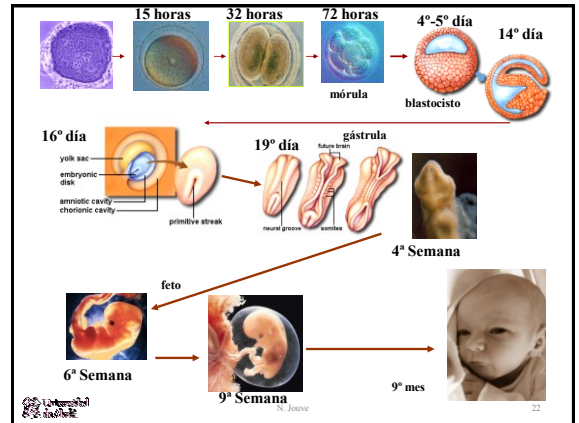 15 horas
32 horas
72 horas
4º-5º día
14º día
mórula
blastocisto
16º día
yolk sac
embryonic
disk
amniotic cavity
chorionic cavity
primitive streak
19º día
gástrula
future brain
neural groove
somites
4ª Semana
feto
6ª Semana
9ª Semana
9º mes
Universidad
N. Jouve
22